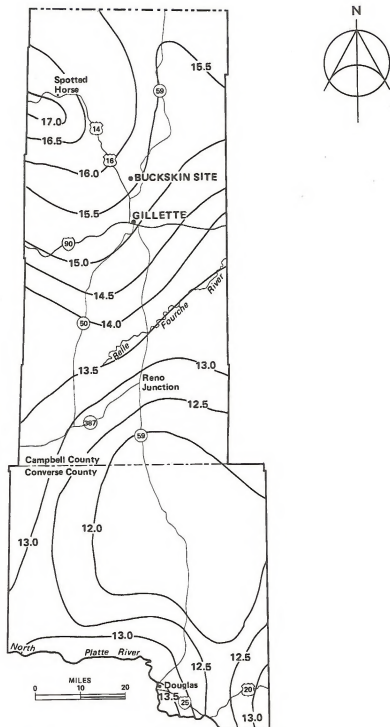 N
Spotted
Horse
59
15.5
17.0
14
16.5
16
16.0
BUCKSKIN SITE
15.5
GILLETTE
90
15.0
14.5
14.0
50
Belle Fourche River
13.5
13.0
Reno
Junction
12.5
387
59
Campbell County
Converse County
12.0
13.0
North Platte River
13.0
12.5
12.5
MILES
0 10 20
Douglas
13.5
25
20
13.0